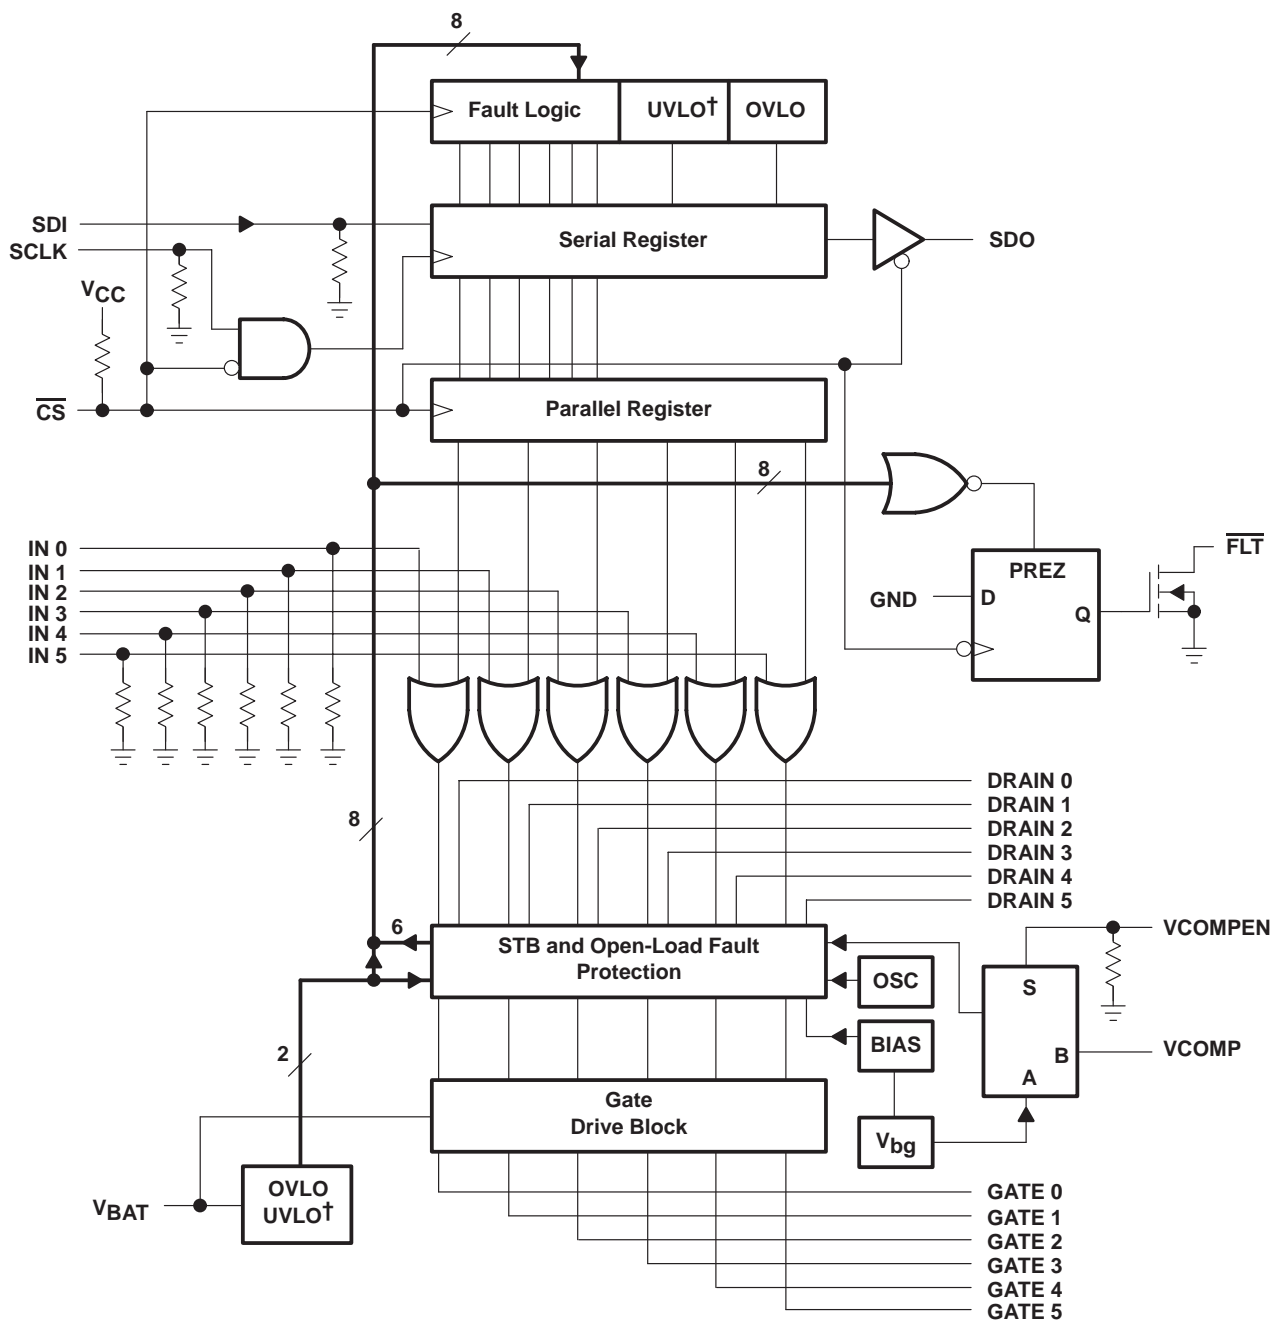 8
Fault Logic
UVLO†
OVLO
SDI
SCLK
Serial Register
SDO
VCC
CS
Parallel Register
8
IN 0
IN 1
IN 2
IN 3
IN 4
IN 5
FLT
PREZ
GND
D
Q
8
DRAIN 0
DRAIN 1
DRAIN 2
DRAIN 3
DRAIN 4
DRAIN 5
6
STB and Open-Load Fault
Protection
VCOMPEN
OSC
S
2
BIAS
B
VCOMP
A
Gate
Drive Block
Vbg
VBAT
OVLO
UVLO†
GATE 0
GATE 1
GATE 2
GATE 3
GATE 4
GATE 5